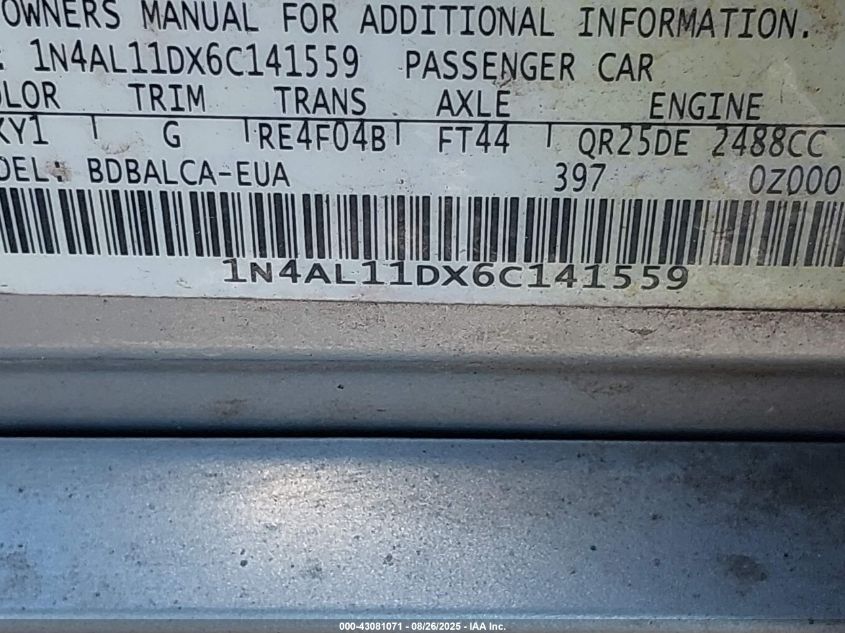 OWNERS MANUAL FOR ADDITIONAL INFORMATION.
: 1N4AL11DX6C141559 PASSENGER CAR
OLOR TRIM TRANS AXLE ENGINE
KY1 G RE4F04B FT44 QR25DE 2488CC
DEL: BDBALCA-EUA 397 0Z000
1N4AL11DX6C141559
000-43081071 - 08/26/2025 - IAA Inc.